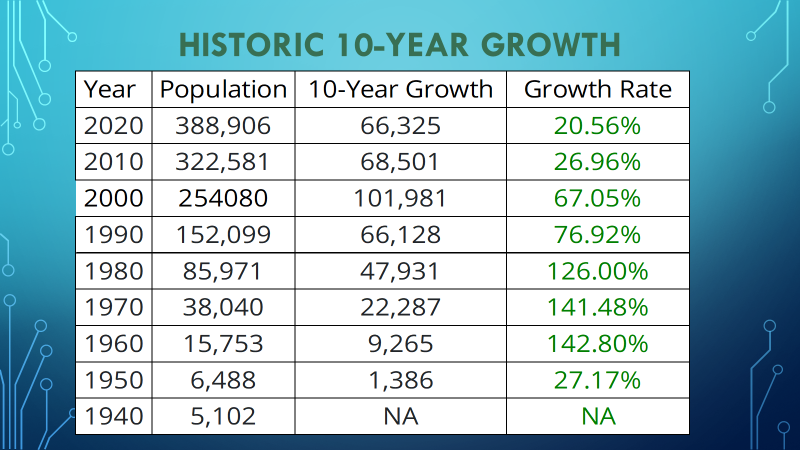 HISTORIC 10-YEAR GROWTH
Year Population 10-Year Growth Growth Rate
2020 388,906 66,325 20.56%
2010 322,581 68,501 26.96%
2000 254080 101,981 67.05%
1990 152,099 66,128 76.92%
1980 85,971 47,931 126.00%
1970 38,040 22,287 141.48%
1960 15,753 9,265 142.80%
1950 6,488 1,386 27.17%
1940 5,102 NA NA